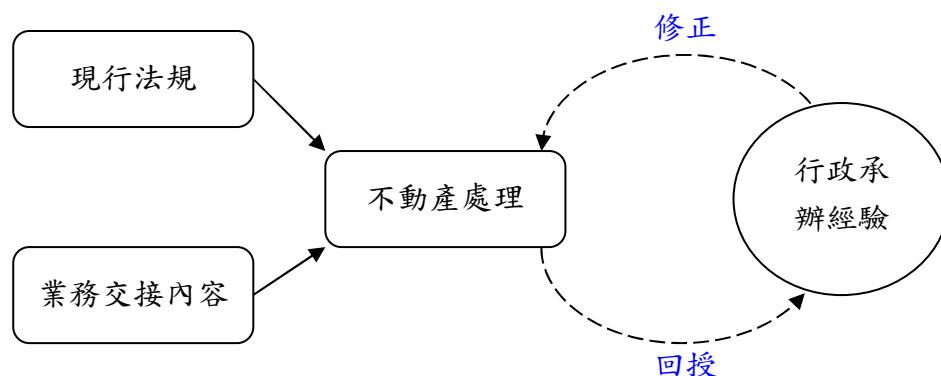 修正
現行法規
不動產處理
行政承
辦經驗
業務交接內容
回授